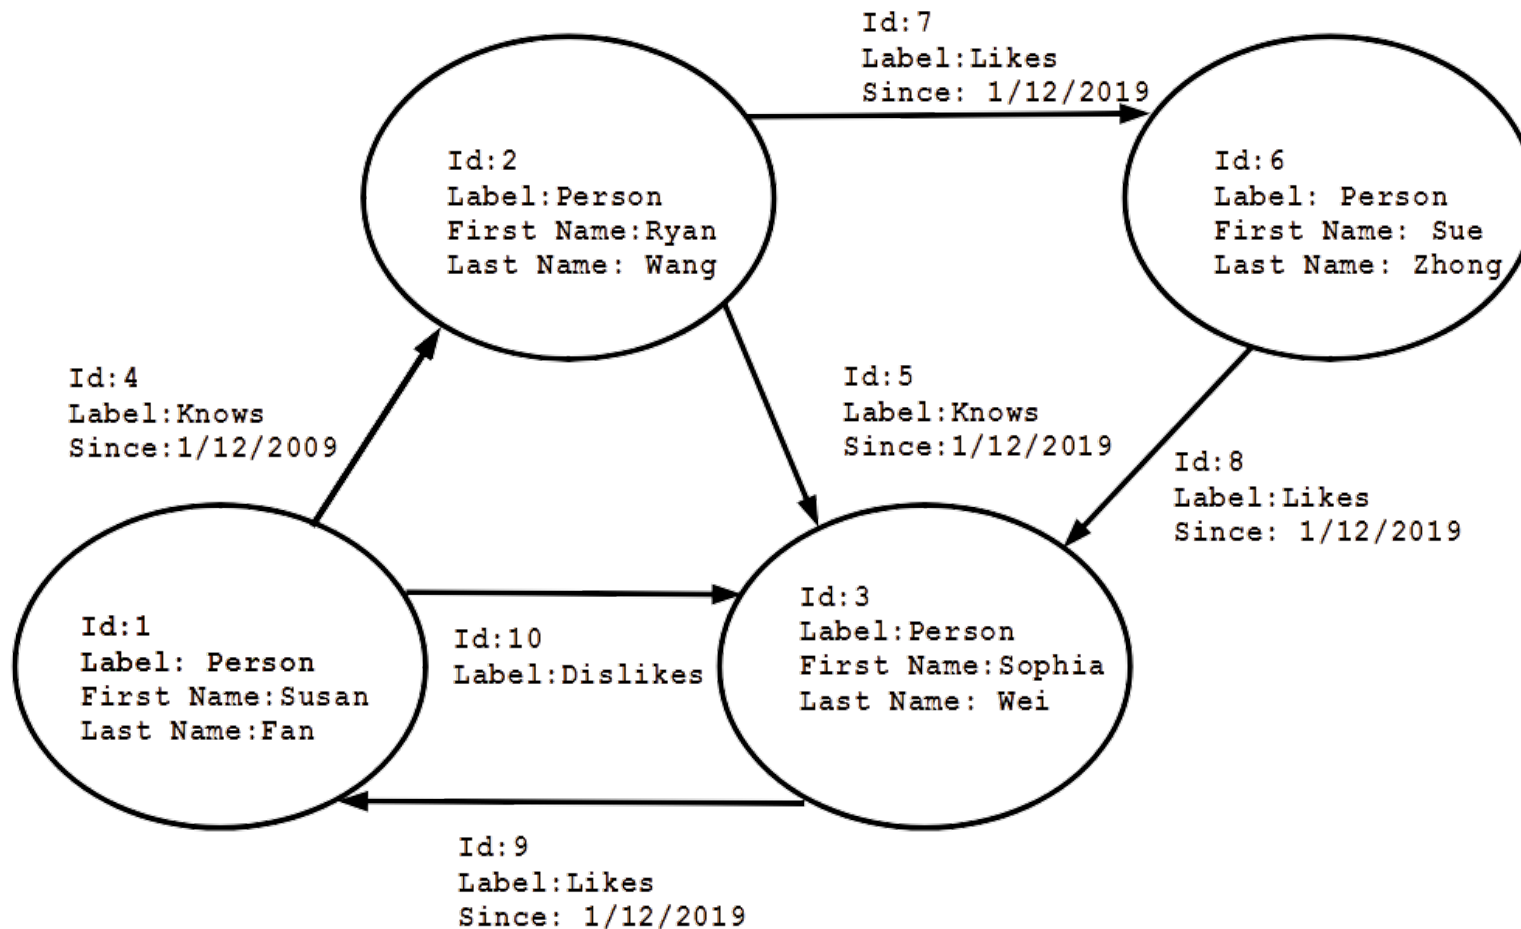 Id:7
Label:Likes
Since: 1/12/2019
Id:2
Label:Person
First Name:Ryan
Last Name: Wang
Id:6
Label: Person
First Name: Sue
Last Name: Zhong
Id:4
Label:Knows
Since:1/12/2009
Id:5
Label:Knows
Since:1/12/2019
Id:8
Label:Likes
Since: 1/12/2019
Id:1
Label: Person
First Name:Susan
Last Name:Fan
Id:10
Label:Dislikes
Id:3
Label:Person
First Name:Sophia
Last Name: Wei
Id:9
Label:Likes
Since: 1/12/2019